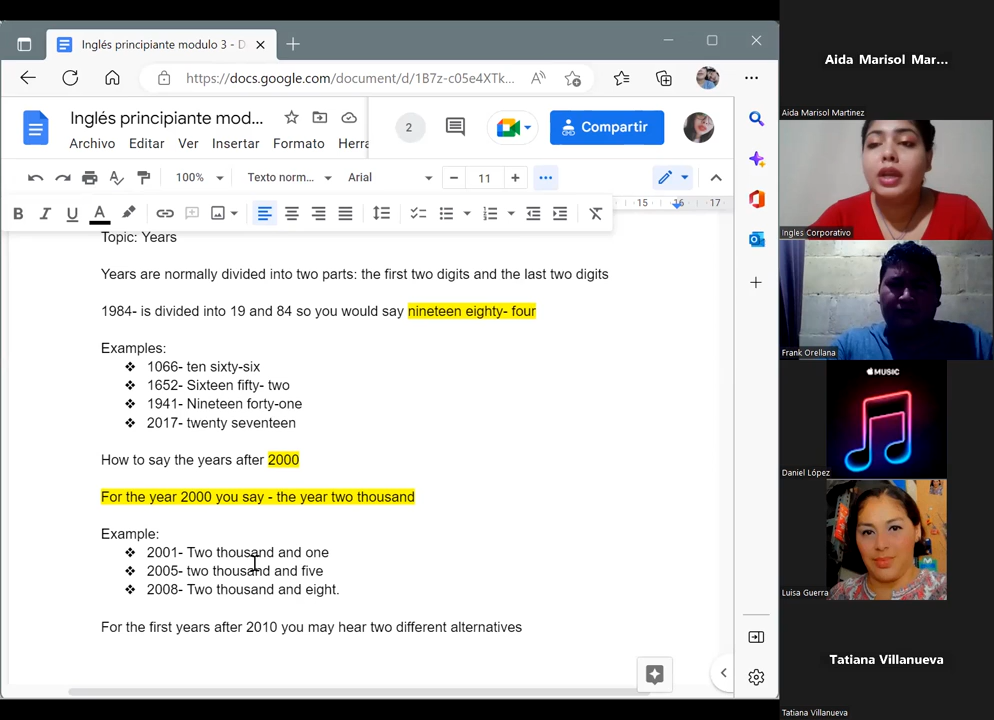 Inglés principiante modulo 3 - D
https://docs.google.com/document/d/1B7z-c05e4XTk...
Inglés principiante mod...
2
Compartir
Archivo Editar Ver Insertar Formato Herra
100% Texto norm... Arial 11
15 16 17
Topic: Years
Years are normally divided into two parts: the first two digits and the last two digits
1984- is divided into 19 and 84 so you would say nineteen eighty- four
Examples:
❖ 1066- ten sixty-six
❖ 1652- Sixteen fifty- two
❖ 1941- Nineteen forty-one
❖ 2017- twenty seventeen
How to say the years after 2000
For the year 2000 you say - the year two thousand
Example:
❖ 2001- Two thousand and one
❖ 2005- two thousand and five
❖ 2008- Two thousand and eight.
For the first years after 2010 you may hear two different alternatives
Aida Marisol Mar...
Aida Marisol Martinez
Ingles Corporativo
Frank Orellana
MUSIC
Daniel López
Luisa Guerra
Tatiana Villanueva
Tatiana Villanueva